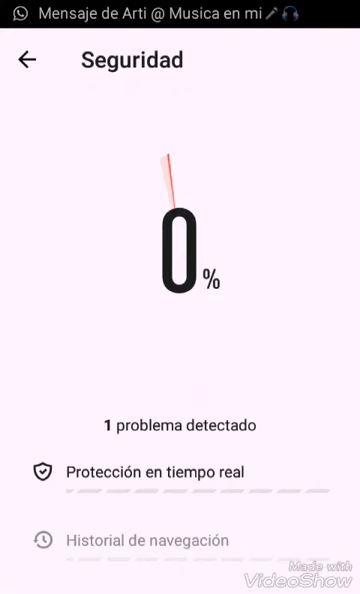 Mensaje de Arti @ Musica en mi🎤🎧
Seguridad
0%
1 problema detectado
Protección en tiempo real
Historial de navegación
Made with
VideoShow